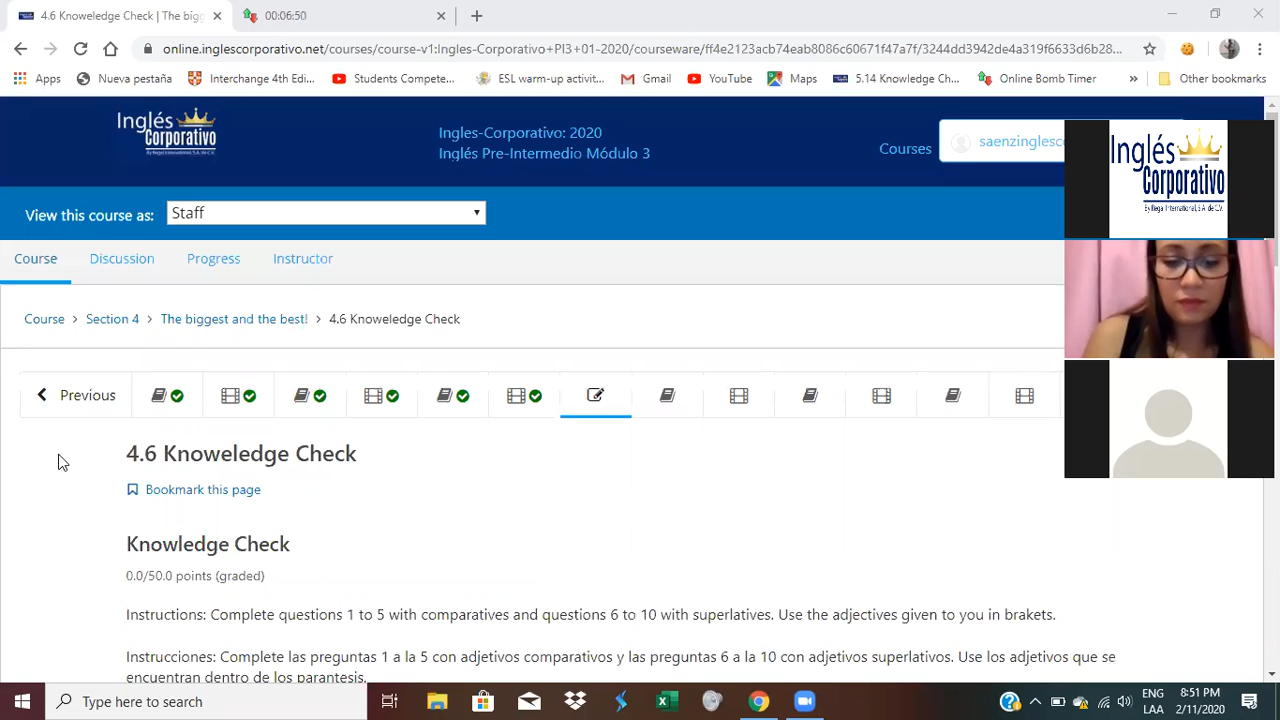 4.6 Knoweledge Check | The bigg
00:06:50
online.inglescorporativo.net/courses/course-v1:Ingles-Corporativo+PI3+01-2020/courseware/ff4e2123acb74eab8086c60671f47a7f/3244dd3942de4a319f6633d6b28...
Apps
Nueva pestaña
Interchange 4th Edi...
Students Compete...
ESL warm-up activit...
Gmail
YouTube
Maps
5.14 Knowledge Ch...
Online Bomb Timer
»
Other bookmarks
Inglés
Corporativo
Ingles-Corporativo: 2020
Inglés Pre-Intermedio Módulo 3
Courses
saenzinglesco
Inglés
Corporativo
By Rega International, S.A. de C.V.
View this course as:
Staff
Course
Discussion
Progress
Instructor
Course > Section 4 > The biggest and the best! > 4.6 Knoweledge Check
Previous
4.6 Knoweledge Check
Bookmark this page
Knowledge Check
0.0/50.0 points (graded)
Instructions: Complete questions 1 to 5 with comparatives and questions 6 to 10 with superlatives. Use the adjectives given to you in brakets.
Instrucciones: Complete las preguntas 1 a la 5 con adjetivos comparativos y las preguntas 6 a la 10 con adjetivos superlativos. Use los adjetivos que se
encuentran dentro de los parantesis.
Type here to search
ENG
LAA
8:51 PM
2/11/2020